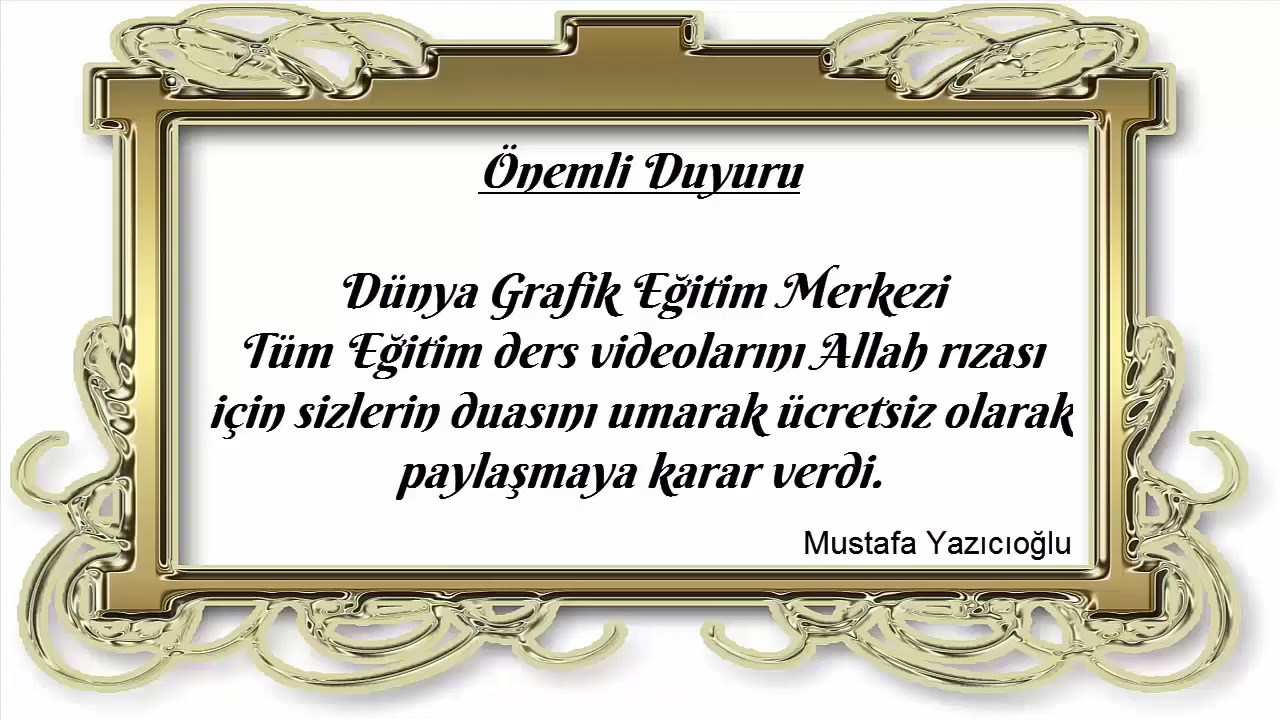 Önemli Duyuru
Dünya Grafik Eğitim Merkezi
Tüm Eğitim ders videolarını Allah rızası
için sizlerin duasını umarak ücretsiz olarak
paylaşmaya karar verdi.
Mustafa Yazıcıoğlu